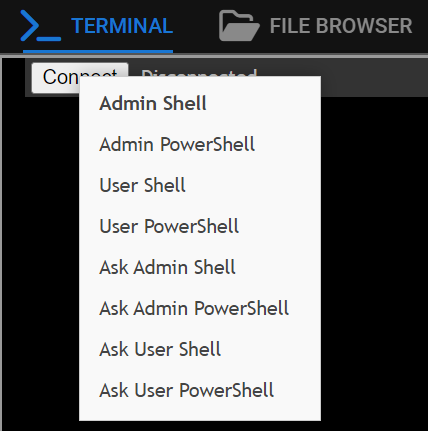 TERMINAL FILE BROWSER
Connect Disconnected
Admin Shell
Admin PowerShell
User Shell
User PowerShell
Ask Admin Shell
Ask Admin PowerShell
Ask User Shell
Ask User PowerShell